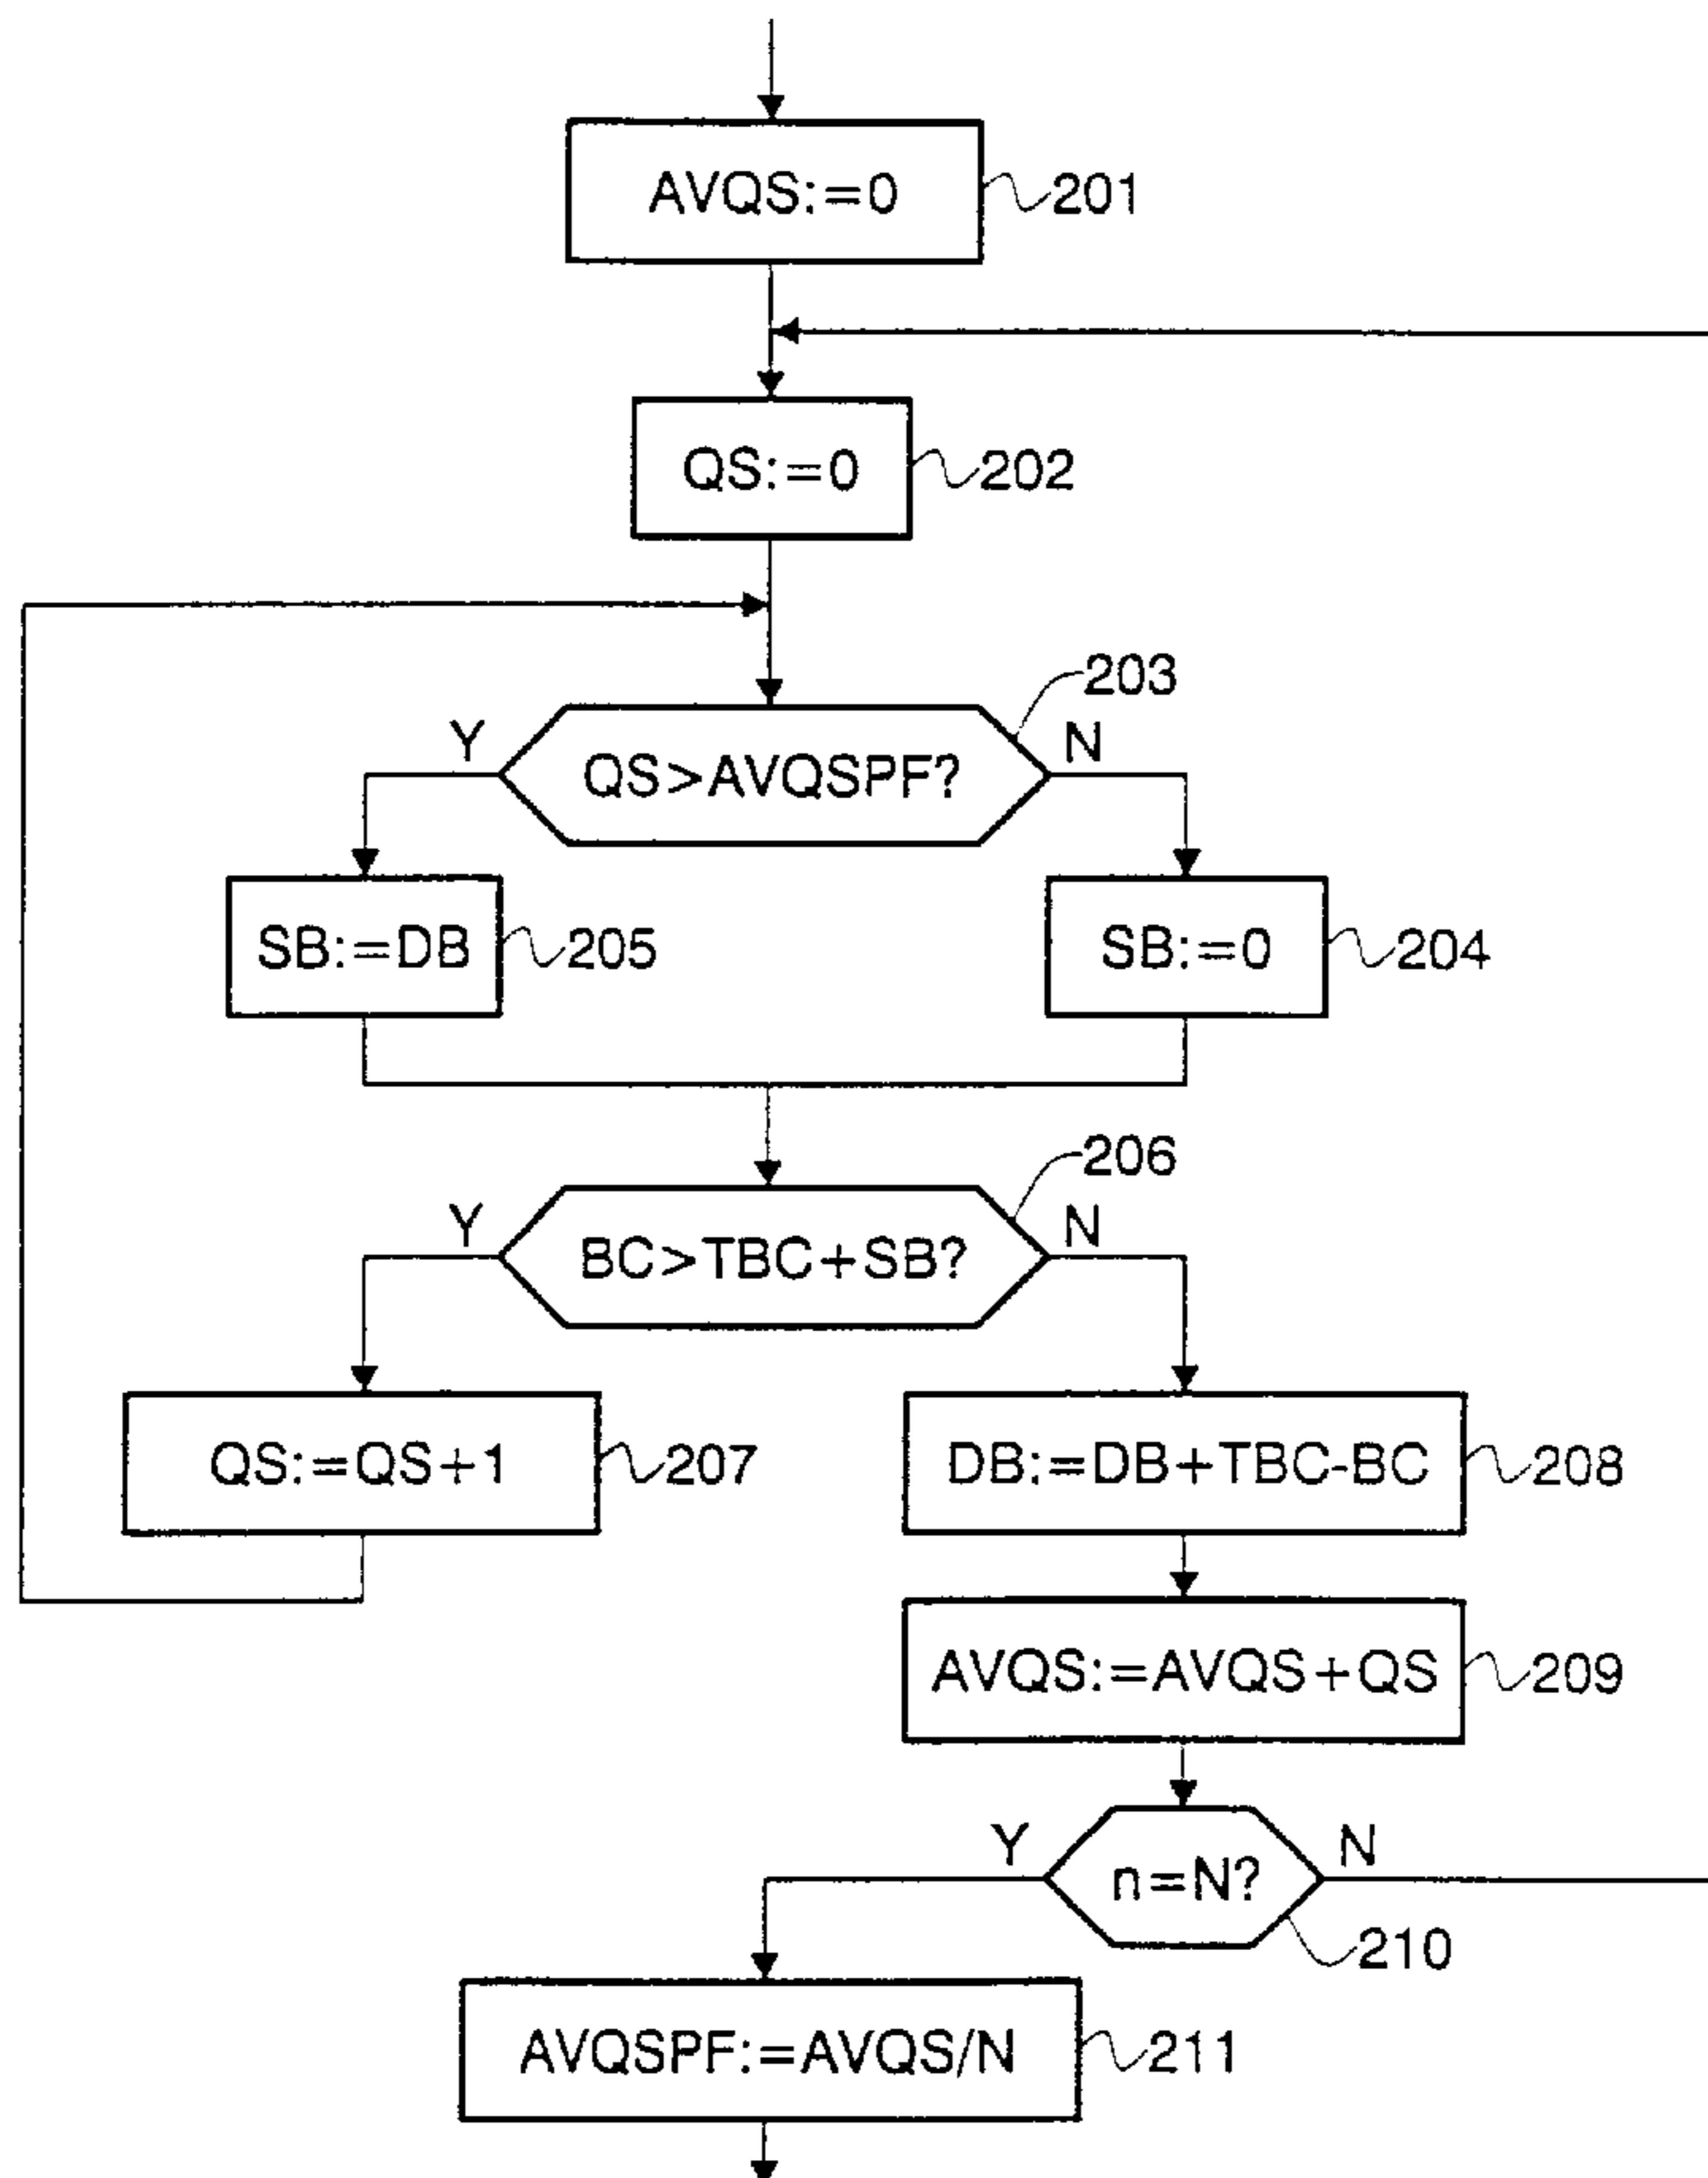 AVQS:=0
201
QS:=0
202
203
Y
N
QS>AVQSPF?
SB:=DB
205
SB:=0
204
206
Y
N
BC>TBC+SB?
QS:=QS+1
207
DB:=DB+TBC-BC
208
AVQS:=AVQS+QS
209
Y
N
n=N?
210
AVQSPF:=AVQS/N
211